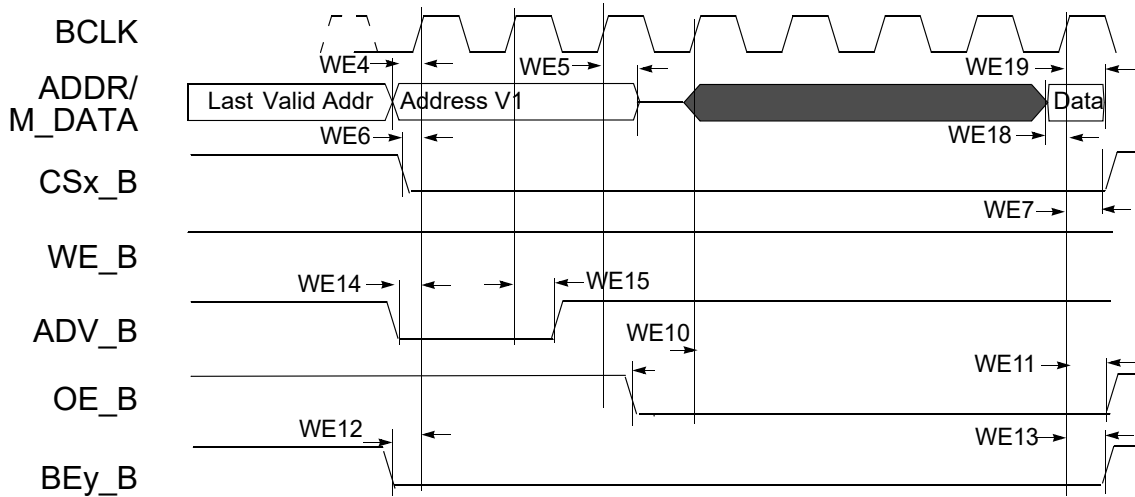 BCLK
WE4
WE5
WE19
ADDR/
M_DATA
Last Valid Addr
Address V1
Data
WE6
WE18
CSx_B
WE7
WE_B
WE14
WE15
ADV_B
WE10
WE11
OE_B
WE12
WE13
BEy_B